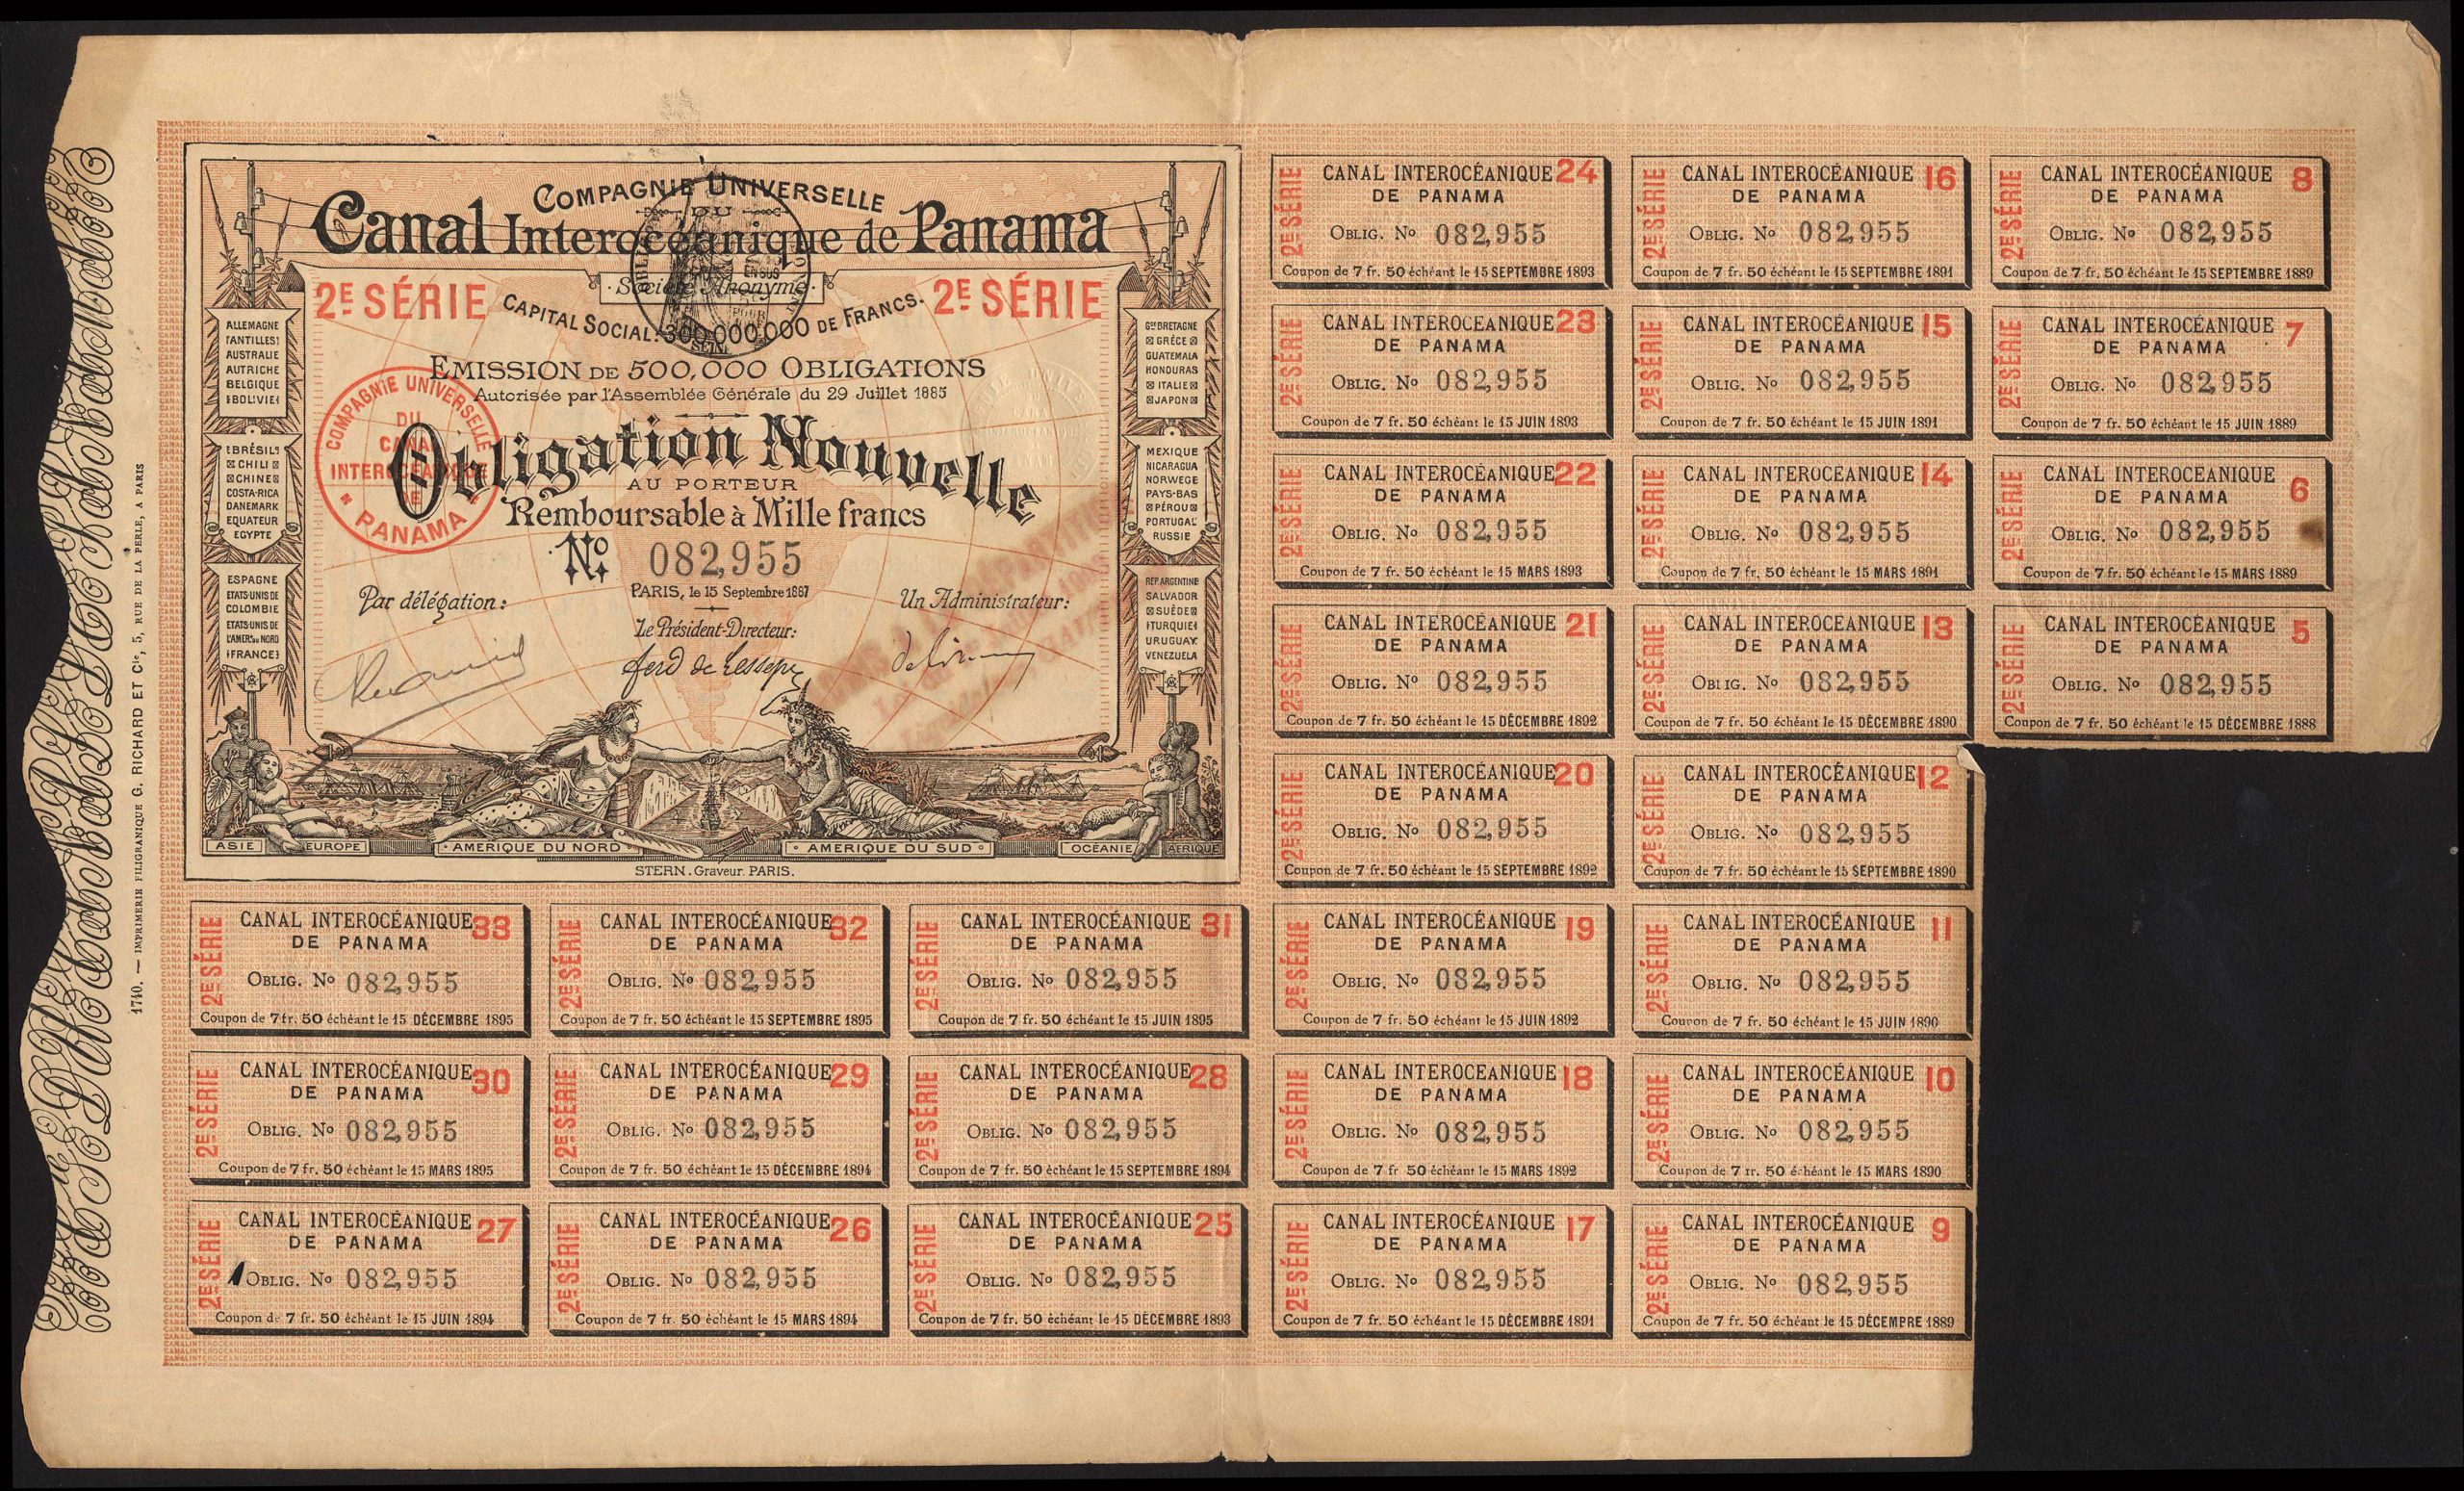 COMPAGNIE UNIVERSELLE
DU
Canal Interocéanique de Panama
Société Anonyme
2E SÉRIE
CAPITAL SOCIAL: 300,000,000 DE FRANCS.
2E SÉRIE
EMISSION DE 500,000 OBLIGATIONS
Autorisée par l'Assemblée Générale du 29 Juillet 1885
Obligation Nouvelle
AU PORTEUR
Remboursable à Mille francs
No. 082,955
PARIS, le 15 Septembre 1887
Par délégation:
Le Président-Directeur:
Un Administrateur:
ferd de Lesseps
COMPAGNIE UNIVERSELLE
DU
CANAL
INTEROCÉANIQUE
DE
PANAMA
ALLEMAGNE
ANTILLES
AUSTRALIE
AUTRICHE
BELGIQUE
BOLIVIE
BRÉSIL
CHILI
CHINE
COSTA-RICA
DANEMARK
EQUATEUR
EGYPTE
ESPAGNE
ETATS-UNIS DE
COLOMBIE
ETATS-UNIS DE
L'AMER. DU NORD
FRANCE
GDE BRETAGNE
GRÈCE
GUATEMALA
HONDURAS
ITALIE
JAPON
MEXIQUE
NICARAGUA
NORWEGE
PAYS-BAS
PÉROU
PORTUGAL
RUSSIE
REP. ARGENTINE
SALVADOR
SUÈDE
TURQUIE
URUGUAY
VENEZUELA
ASIE
EUROPE
AMERIQUE DU NORD
AMERIQUE DU SUD
OCÉANIE
AFRIQUE
STERN. Graveur. PARIS.
1740. — IMPRIMERIE FILIGRANIQUE G. RICHARD ET Cie, 5, RUE DE LA PERLE, A PARIS
2E SÉRIE
CANAL INTEROCÉANIQUE 24
DE PANAMA
OBLIG. No 082,955
Coupon de 7 fr. 50 échéant le 15 SEPTEMBRE 1893
2E SÉRIE
CANAL INTEROCÉANIQUE 16
DE PANAMA
OBLIG. No 082,955
Coupon de 7 fr. 50 échéant le 15 SEPTEMBRE 1891
2E SÉRIE
CANAL INTEROCÉANIQUE 8
DE PANAMA
OBLIG. No 082,955
Coupon de 7 fr. 50 échéant le 15 SEPTEMBRE 1889
2E SÉRIE
CANAL INTEROCÉANIQUE 23
DE PANAMA
OBLIG. No 082,955
Coupon de 7 fr. 50 échéant le 15 JUIN 1893
2E SÉRIE
CANAL INTEROCÉANIQUE 15
DE PANAMA
OBLIG. No 082,955
Coupon de 7 fr. 50 échéant le 15 JUIN 1891
2E SÉRIE
CANAL INTEROCÉANIQUE 7
DE PANAMA
OBLIG. No 082,955
Coupon de 7 fr. 50 échéant le 15 JUIN 1889
2E SÉRIE
CANAL INTEROCÉANIQUE 22
DE PANAMA
OBLIG. No 082,955
Coupon de 7 fr. 50 échéant le 15 MARS 1893
2E SÉRIE
CANAL INTEROCÉANIQUE 14
DE PANAMA
OBLIG. No 082,955
Coupon de 7 fr. 50 échéant le 15 MARS 1891
2E SÉRIE
CANAL INTEROCÉANIQUE 6
DE PANAMA
OBLIG. No 082,955
Coupon de 7 fr. 50 échéant le 15 MARS 1889
2E SÉRIE
CANAL INTEROCÉANIQUE 21
DE PANAMA
OBLIG. No 082,955
Coupon de 7 fr. 50 échéant le 15 DÉCEMBRE 1892
2E SÉRIE
CANAL INTEROCÉANIQUE 13
DE PANAMA
OBLIG. No 082,955
Coupon de 7 fr. 50 échéant le 15 DÉCEMBRE 1890
2E SÉRIE
CANAL INTEROCÉANIQUE 5
DE PANAMA
OBLIG. No 082,955
Coupon de 7 fr. 50 échéant le 15 DÉCEMBRE 1888
2E SÉRIE
CANAL INTEROCÉANIQUE 20
DE PANAMA
OBLIG. No 082,955
Coupon de 7 fr. 50 échéant le 15 SEPTEMBRE 1892
2E SÉRIE
CANAL INTEROCÉANIQUE 12
DE PANAMA
OBLIG. No 082,955
Coupon de 7 fr. 50 échéant le 15 SEPTEMBRE 1890
2E SÉRIE
CANAL INTEROCÉANIQUE 33
DE PANAMA
OBLIG. No 082,955
Coupon de 7 fr. 50 échéant le 15 DÉCEMBRE 1895
2E SÉRIE
CANAL INTEROCÉANIQUE 32
DE PANAMA
OBLIG. No 082,955
Coupon de 7 fr. 50 échéant le 15 SEPTEMBRE 1895
2E SÉRIE
CANAL INTEROCÉANIQUE 31
DE PANAMA
OBLIG. No 082,955
Coupon de 7 fr. 50 échéant le 15 JUIN 1895
2E SÉRIE
CANAL INTEROCÉANIQUE 19
DE PANAMA
OBLIG. No 082,955
Coupon de 7 fr. 50 échéant le 15 JUIN 1892
2E SÉRIE
CANAL INTEROCÉANIQUE 11
DE PANAMA
OBLIG. No 082,955
Coupon de 7 fr. 50 échéant le 15 JUIN 1890
2E SÉRIE
CANAL INTEROCÉANIQUE 30
DE PANAMA
OBLIG. No 082,955
Coupon de 7 fr. 50 échéant le 15 MARS 1895
2E SÉRIE
CANAL INTEROCÉANIQUE 29
DE PANAMA
OBLIG. No 082,955
Coupon de 7 fr. 50 échéant le 15 DÉCEMBRE 1894
2E SÉRIE
CANAL INTEROCÉANIQUE 28
DE PANAMA
OBLIG. No 082,955
Coupon de 7 fr. 50 échéant le 15 SEPTEMBRE 1894
2E SÉRIE
CANAL INTEROCÉANIQUE 18
DE PANAMA
OBLIG. No 082,955
Coupon de 7 fr 50 échéant le 15 MARS 1892
2E SÉRIE
CANAL INTEROCÉANIQUE 10
DE PANAMA
OBLIG. No 082,955
Coupon de 7 fr. 50 échéant le 15 MARS 1890
2E SÉRIE
CANAL INTEROCÉANIQUE 27
DE PANAMA
OBLIG. No 082,955
Coupon de 7 fr. 50 échéant le 15 JUIN 1894
2E SÉRIE
CANAL INTEROCÉANIQUE 26
DE PANAMA
OBLIG. No 082,955
Coupon de 7 fr. 50 échéant le 15 MARS 1894
2E SÉRIE
CANAL INTEROCÉANIQUE 25
DE PANAMA
OBLIG. No 082,955
Coupon de 7 fr. 50 échéant le 15 DÉCEMBRE 1893
2E SÉRIE
CANAL INTEROCÉANIQUE 17
DE PANAMA
OBLIG. No 082,955
Coupon de 7 fr. 50 échéant le 15 DÉCEMBRE 1891
2E SÉRIE
CANAL INTEROCÉANIQUE 9
DE PANAMA
OBLIG. No 082,955
Coupon de 7 fr. 50 échéant le 15 DÉCEMBRE 1889